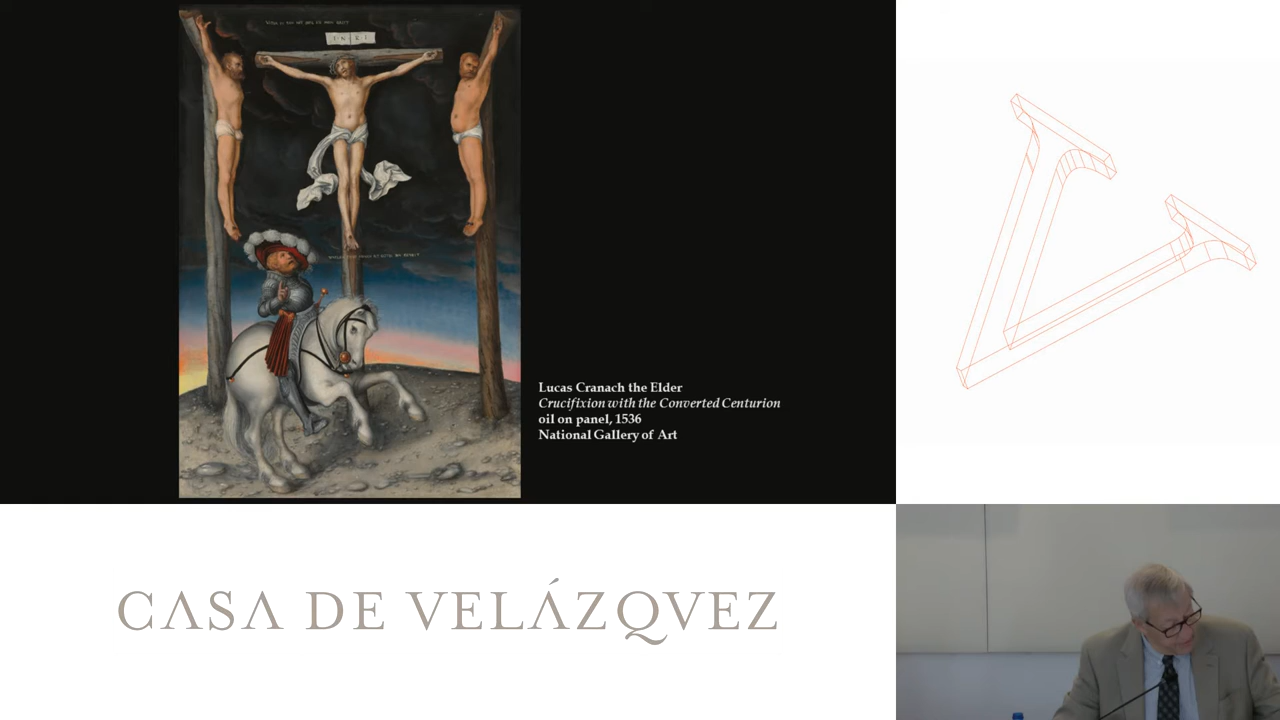 I N R I
Lucas Cranach the Elder
Crucifixion with the Converted Centurion
oil on panel, 1536
National Gallery of Art
CASA DE VELÁZQVEZ